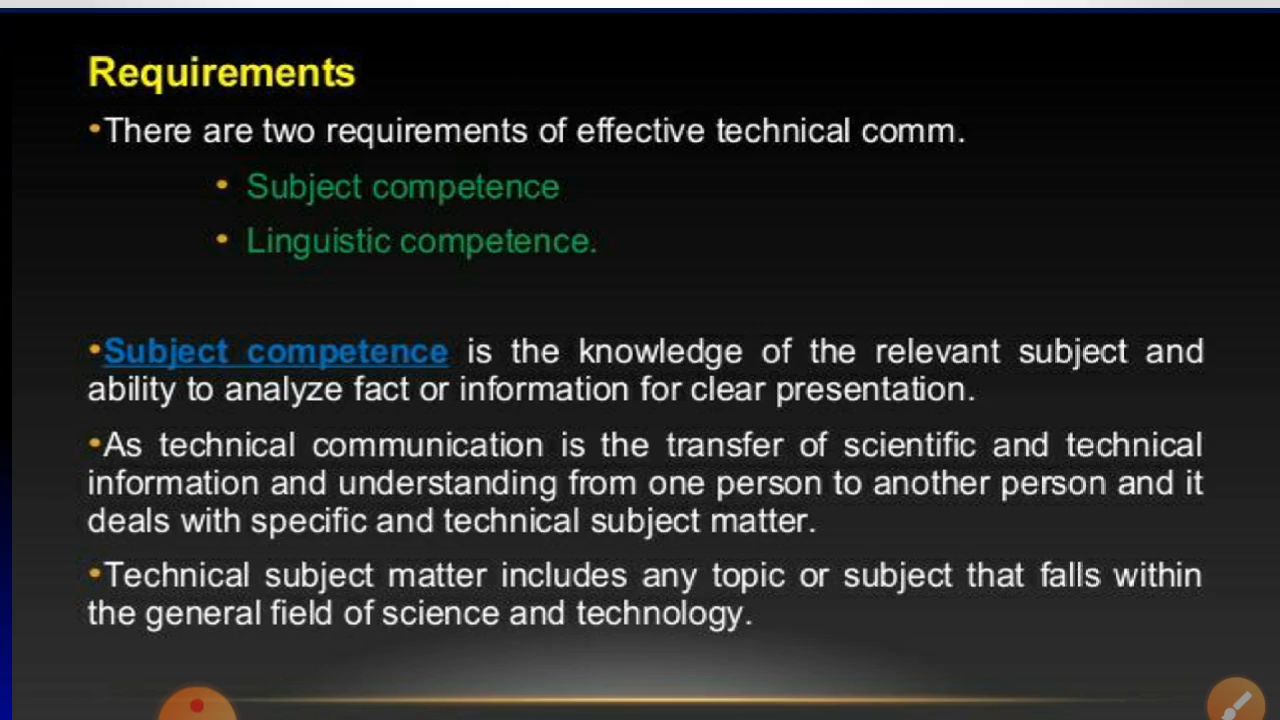 Requirements
•There are two requirements of effective technical comm.
• Subject competence
• Linguistic competence.
•Subject competence is the knowledge of the relevant subject and
ability to analyze fact or information for clear presentation.
•As technical communication is the transfer of scientific and technical
information and understanding from one person to another person and it
deals with specific and technical subject matter.
•Technical subject matter includes any topic or subject that falls within
the general field of science and technology.